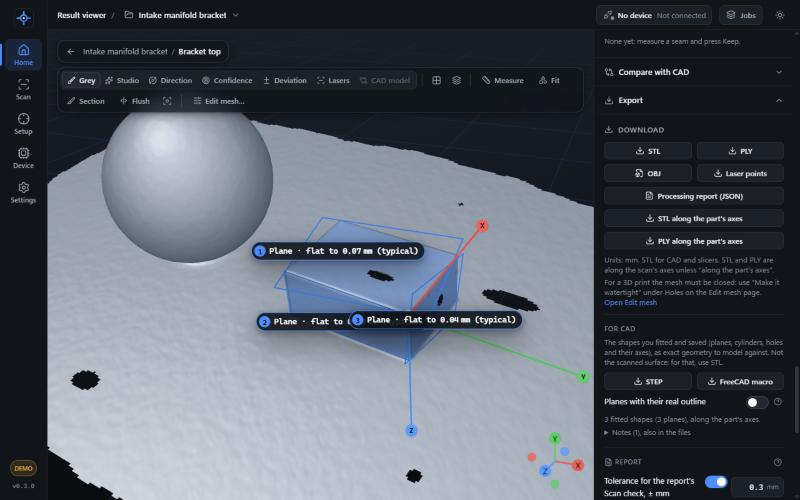 Result viewer / Intake manifold bracket
No device Not connected
Jobs
Home
Scan
Setup
Device
Settings
DEMO
v0.3.0
Intake manifold bracket / Bracket top
Grey Studio Direction Confidence Deviation Lasers CAD model Measure Fit
Section Flush Edit mesh...
1 Plane · flat to 0.07 mm (typical)
2 Plane · flat to
3 Plane · flat to 0.04 mm (typical)
X
Y
Z
Y
X
Z
None yet: measure a seam and press Keep.
Compare with CAD
Export
DOWNLOAD
STL PLY
OBJ Laser points
Processing report (JSON)
STL along the part's axes
PLY along the part's axes
Units: mm. STL for CAD and slicers. STL and PLY are
along the scan's axes unless "along the part's axes".
For a 3D print the mesh must be closed: use "Make it
watertight" under Holes on the Edit mesh page.
Open Edit mesh
FOR CAD
The shapes you fitted and saved (planes, cylinders, holes
and their axes), as exact geometry to model against. Not
the scanned surface: for that, use STL.
STEP FreeCAD macro
Planes with their real outline
3 fitted shapes (3 planes), along the part's axes.
Notes (1), also in the files
REPORT
Tolerance for the report's
Scan check, ± mm
0.3 mm